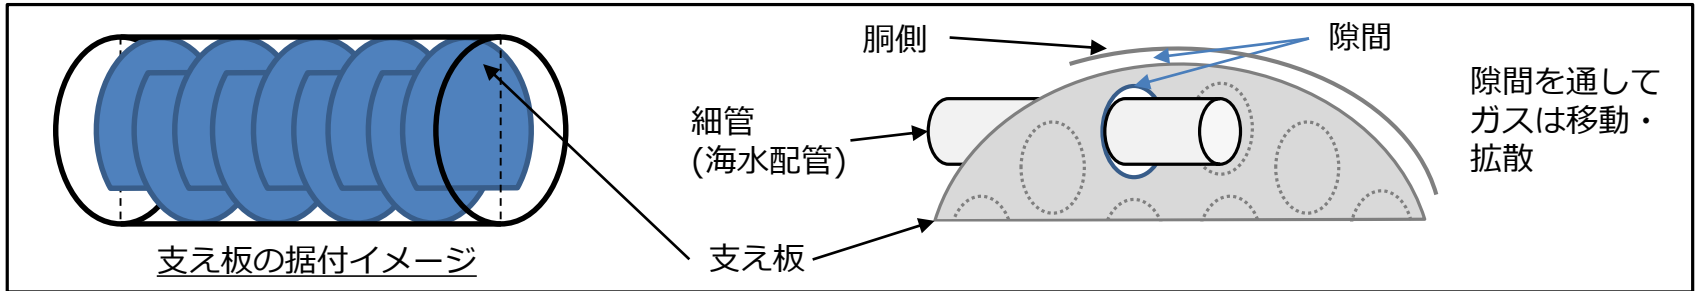 胴側
隙間
隙間を通して
ガスは移動・
拡散
細管
(海水配管)
支え板
支え板の据付イメージ